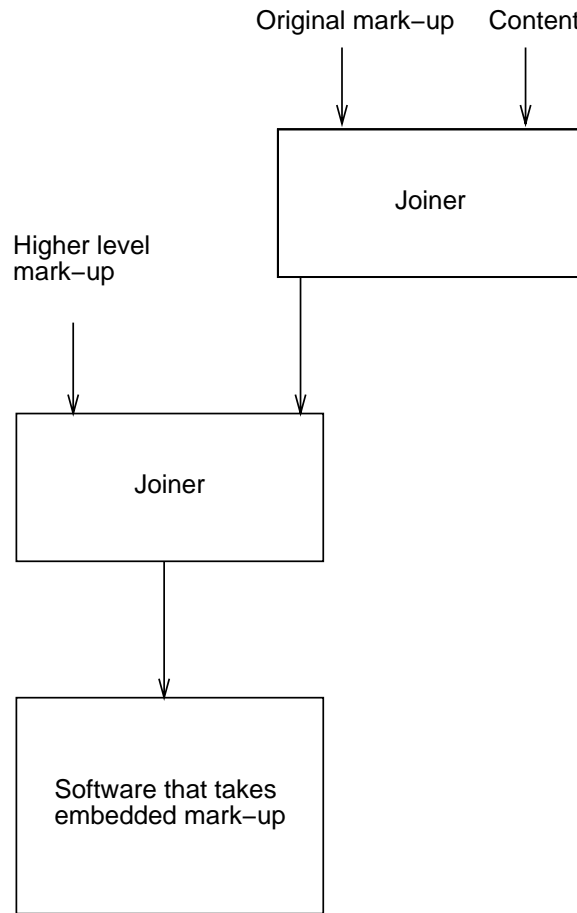 Original mark−up Content
Joiner
Higher level
mark−up
Joiner
Software that takes
embedded mark−up